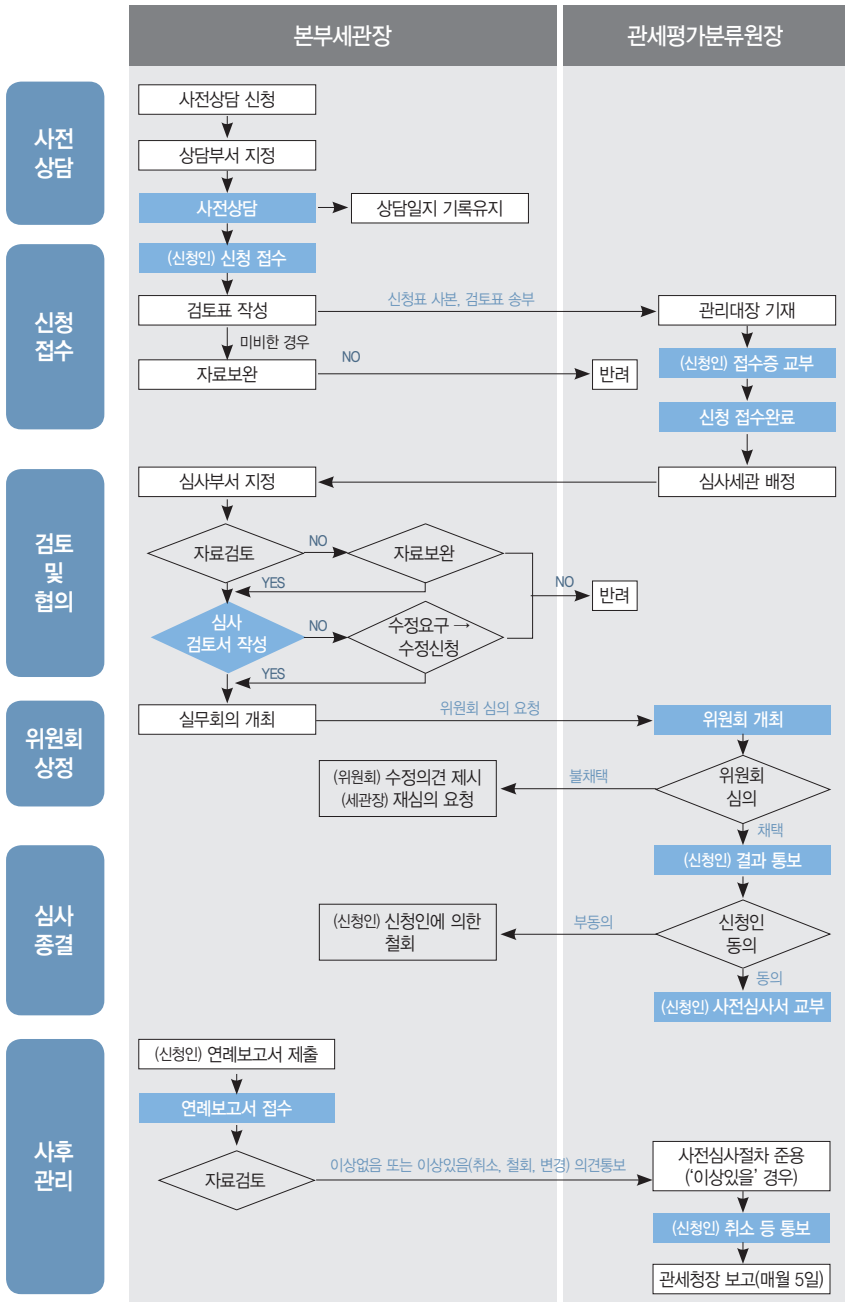 본부세관장
관세평가분류원장
사전
상담
사전상담 신청
상담부서 지정
사전상담
상담일지 기록유지
신청
접수
(신청인) 신청 접수
검토표 작성
신청표 사본, 검토표 송부
관리대장 기재
미비한 경우
자료보완
NO
반려
(신청인) 접수증 교부
신청 접수완료
검토
및
협의
심사부서 지정
심사세관 배정
자료검토
NO
자료보완
YES
NO
반려
심사
검토서 작성
NO
수정요구 →
수정신청
YES
위원회
상정
실무회의 개최
위원회 심의 요청
위원회 개최
(위원회) 수정의견 제시
(세관장) 재심의 요청
불채택
위원회
심의
채택
심사
종결
(신청인) 결과 통보
(신청인) 신청인에 의한
철회
부동의
신청인
동의
동의
(신청인) 사전심사서 교부
사후
관리
(신청인) 연례보고서 제출
연례보고서 접수
자료검토
이상없음 또는 이상있음(취소, 철회, 변경) 의견통보
사전심사절차 준용
(‘이상있을’ 경우)
(신청인) 취소 등 통보
관세청장 보고(매월 5일)